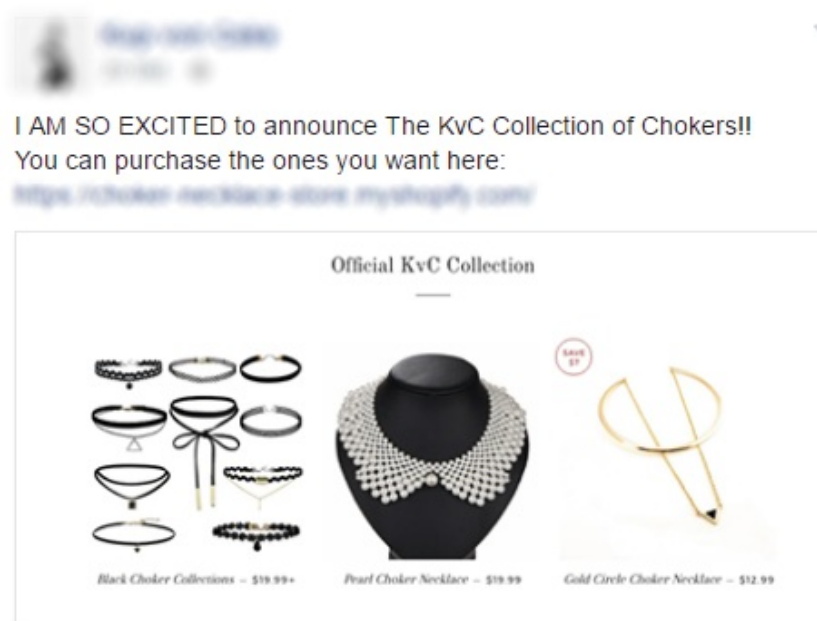 I AM SO EXCITED to announce The KvC Collection of Chokers!!
You can purchase the ones you want here:
Official KvC Collection
SAVE
$7
Black Choker Collections – $19.99+
Pearl Choker Necklace – $19.99
Gold Circle Choker Necklace – $12.99